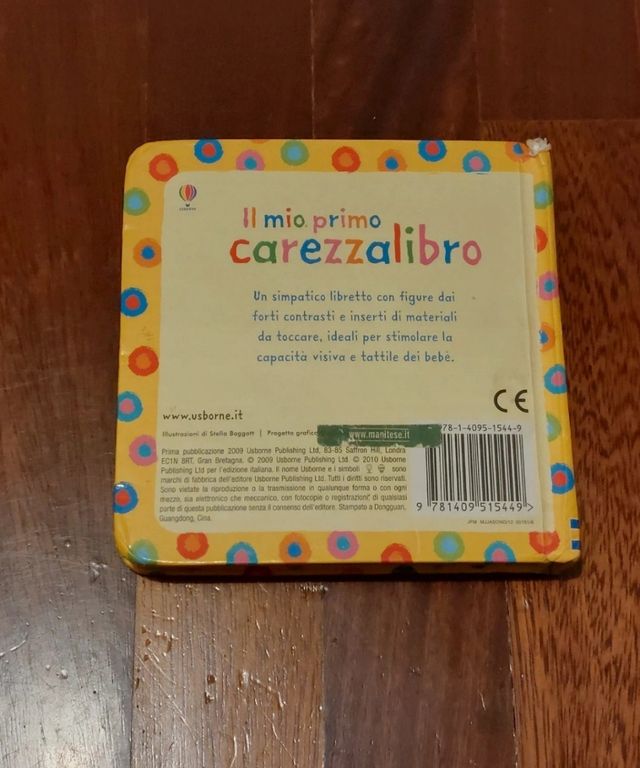 USBORNE
Il mio primo
carezzalibro
Un simpatico libretto con figure dai
forti contrasti e inserti di materiali
da toccare, ideali per stimolare la
capacità visiva e tattile dei bebè.
CE
www.usborne.it
Illustrazioni di Stella Baggott | Progetto grafico
www.manitese.it
978-1-4095-1544-9
Prima pubblicazione 2009 Usborne Publishing Ltd, 83-85 Saffron Hill, Londra
EC1N 8RT, Gran Bretagna. © 2009 Usborne Publishing Ltd. © 2010 Usborne
Publishing Ltd per l'edizione italiana. Il nome Usborne e i simboli sono
marchi di fabbrica dell'editore Usborne Publishing Ltd. Tutti i diritti sono riservati.
Sono vietate la riproduzione o la trasmissione in qualunque forma o con ogni
mezzo, sia elettronico che meccanico, con fotocopie o registrazioni di qualsiasi
parte di questa pubblicazione senza il consenso dell'editore. Stampato a Dongguan,
Guangdong, Cina.
9 781409 515449 >